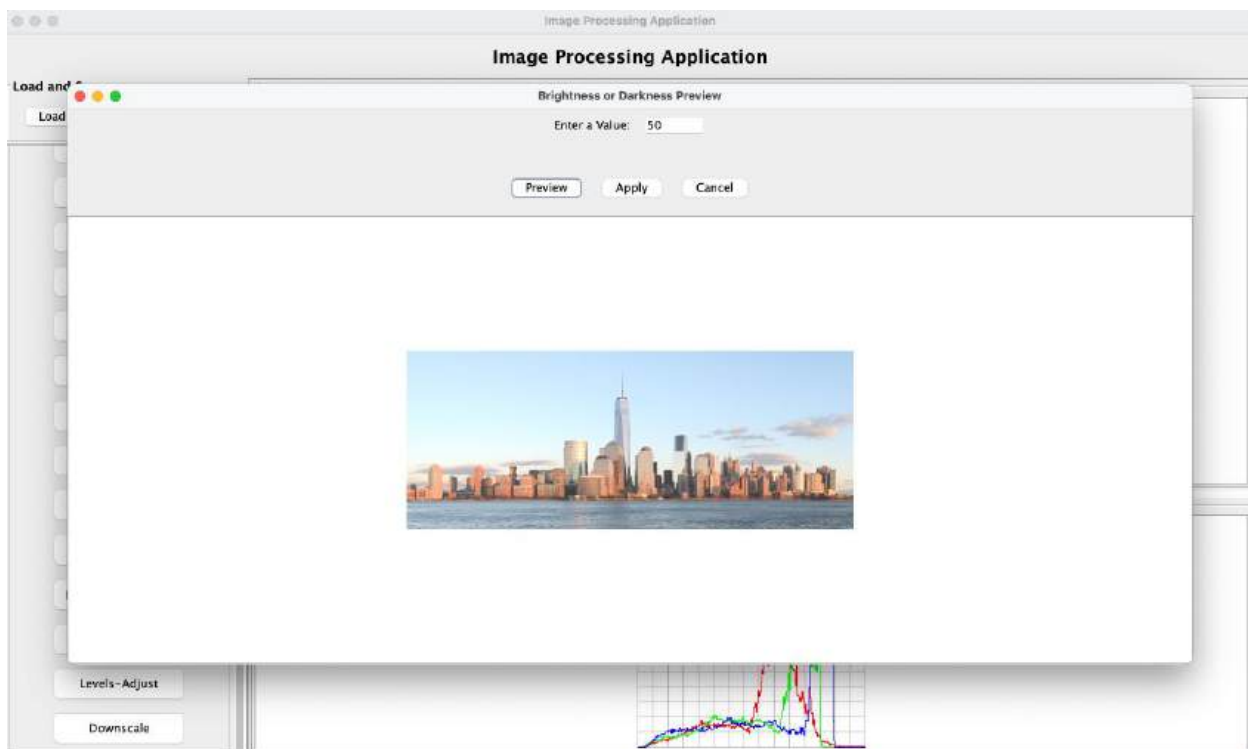 Image Processing Application
Image Processing Application
Load and
Brightness or Darkness Preview
Load
Enter a Value: 50
Preview Apply Cancel
Levels-Adjust
Downscale